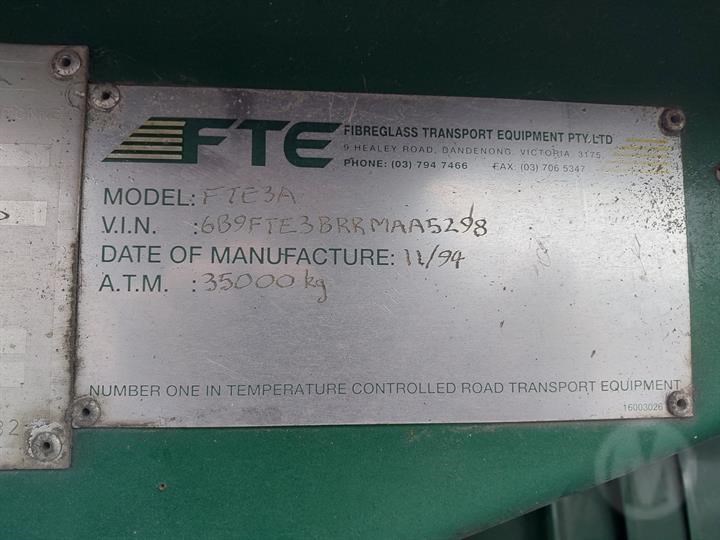 FTE FIBREGLASS TRANSPORT EQUIPMENT PTY. LTD
9 HEALEY ROAD, DANDENONG, VICTORIA 3175
PHONE: (03) 794 7466 FAX: (03) 706 5347
MODEL: FTE3A
V.I.N. : 6B9FTE3BRRMAA5298
DATE OF MANUFACTURE: 11/94
A.T.M. : 35000 kg
NUMBER ONE IN TEMPERATURE CONTROLLED ROAD TRANSPORT EQUIPMENT
16003026